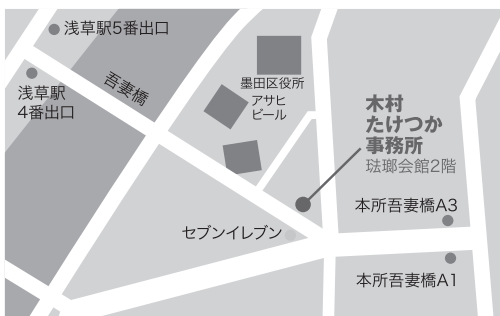 浅草駅5番出口
浅草駅
4番出口
吾妻橋
墨田区役所
アサヒ
ビール
木村
たけつか
事務所
琺瑯会館2階
本所吾妻橋A3
セブンイレブン
本所吾妻橋A1